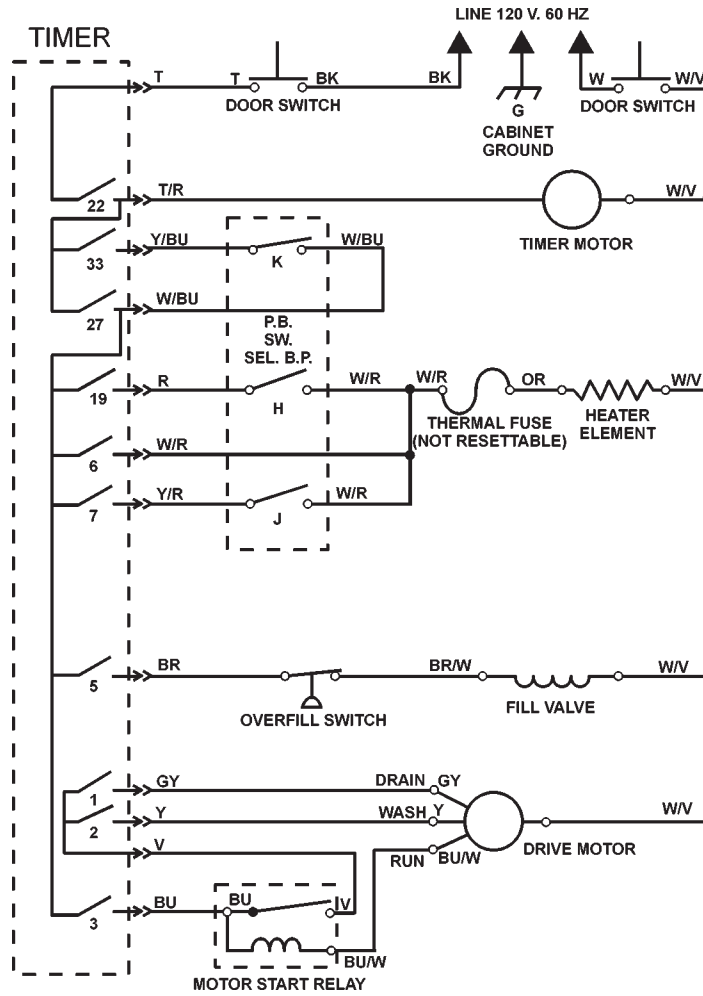 LINE 120 V. 60 HZ
TIMER
T
T
BK
BK
W
W/V
DOOR SWITCH
G
DOOR SWITCH
CABINET
GROUND
22
T/R
W/V
TIMER MOTOR
33
Y/BU
K
W/BU
27
W/BU
P.B.
SW.
SEL. B.P.
19
R
H
W/R
W/R
OR
W/V
THERMAL FUSE
(NOT RESETTABLE)
HEATER
ELEMENT
6
W/R
7
Y/R
J
W/R
5
BR
BR/W
W/V
OVERFILL SWITCH
FILL VALVE
1
GY
DRAIN
GY
2
Y
WASH
Y
W/V
V
RUN
BU/W
DRIVE MOTOR
3
BU
BU
V
BU/W
MOTOR START RELAY